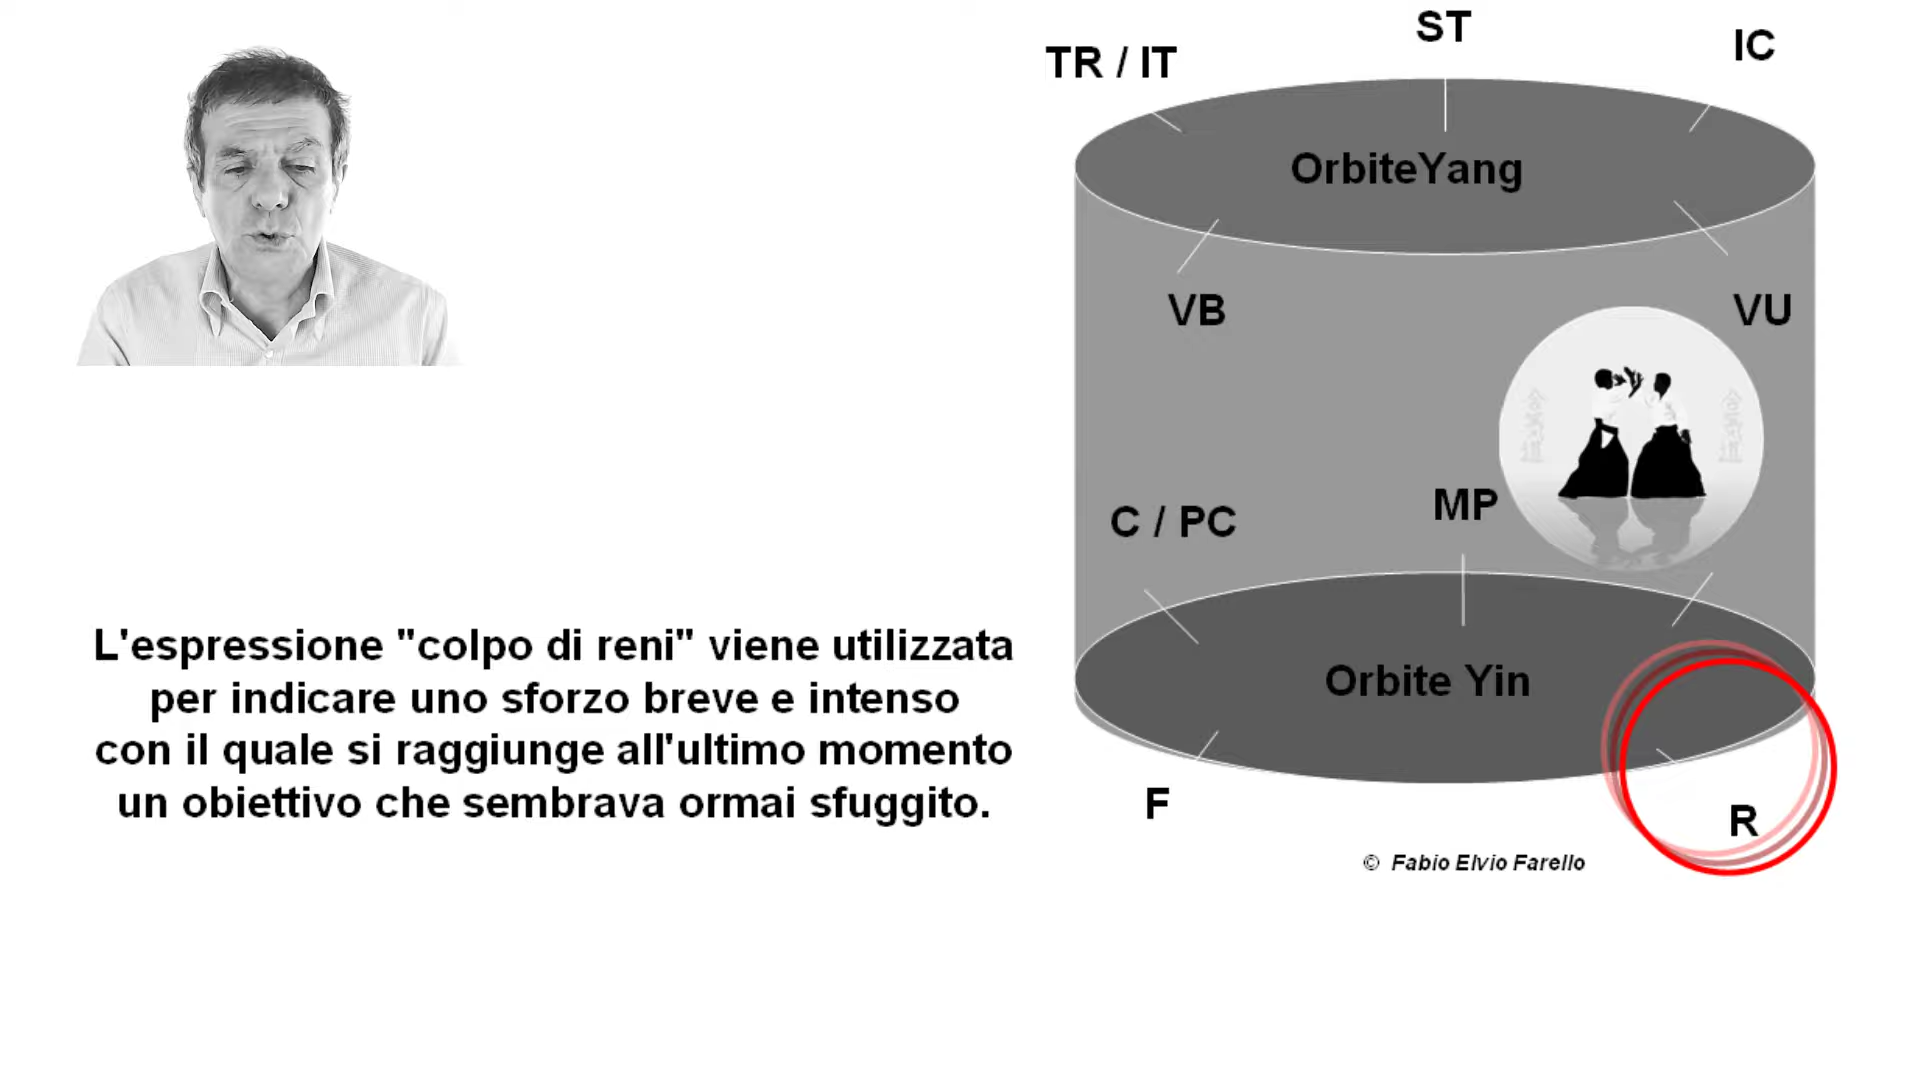 ST
TR / IT
IC
OrbiteYang
VB
VU
MP
C / PC
L'espressione "colpo di reni" viene utilizzata
per indicare uno sforzo breve e intenso
con il quale si raggiunge all'ultimo momento
un obiettivo che sembrava ormai sfuggito.
Orbite Yin
F
R
© Fabio Elvio Farello